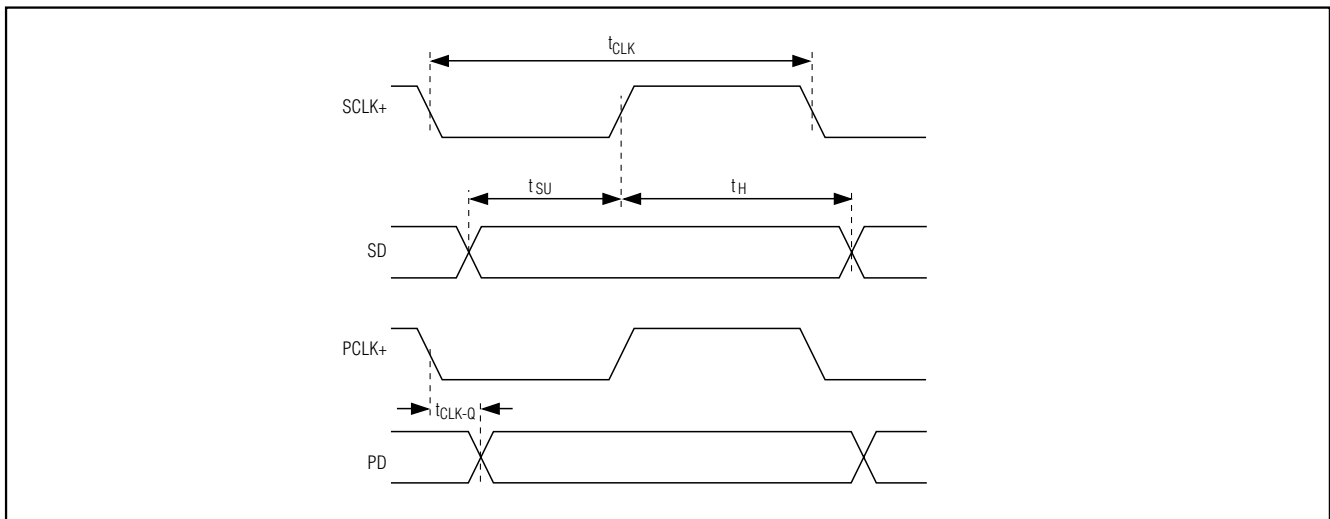 tCLK
SCLK+
tSU
tH
SD
PCLK+
tCLK-Q
PD